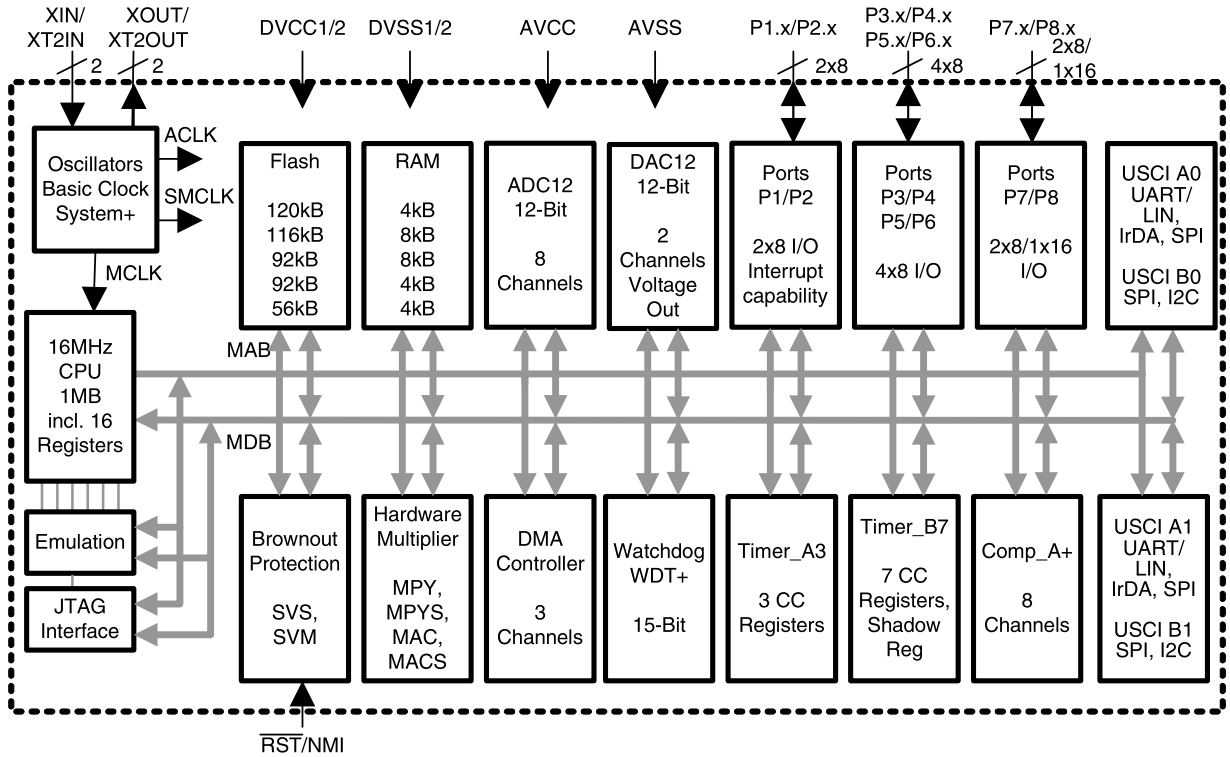 XIN/
XT2IN
XOUT/
XT2OUT
DVCC1/2
DVSS1/2
AVCC
AVSS
P1.x/P2.x
P3.x/P4.x
P5.x/P6.x
P7.x/P8.x
2
2
2x8
4x8
2x8/
1x16
Oscillators
Basic Clock
System+
ACLK
SMCLK
MCLK
Flash
120kB
116kB
92kB
92kB
56kB
RAM
4kB
8kB
8kB
4kB
4kB
ADC12
12-Bit
8
Channels
DAC12
12-Bit
2
Channels
Voltage
Out
Ports
P1/P2
2x8 I/O
Interrupt
capability
Ports
P3/P4
P5/P6
4x8 I/O
Ports
P7/P8
2x8/1x16
I/O
USCI A0
UART/
LIN,
IrDA, SPI
USCI B0
SPI, I2C
16MHz
CPU
1MB
incl. 16
Registers
MAB
MDB
Emulation
JTAG
Interface
Brownout
Protection
SVS,
SVM
Hardware
Multiplier
MPY,
MPYS,
MAC,
MACS
DMA
Controller
3
Channels
Watchdog
WDT+
15-Bit
Timer_A3
3 CC
Registers
Timer_B7
7 CC
Registers,
Shadow
Reg
Comp_A+
8
Channels
USCI A1
UART/
LIN,
IrDA, SPI
USCI B1
SPI, I2C
RST/NMI